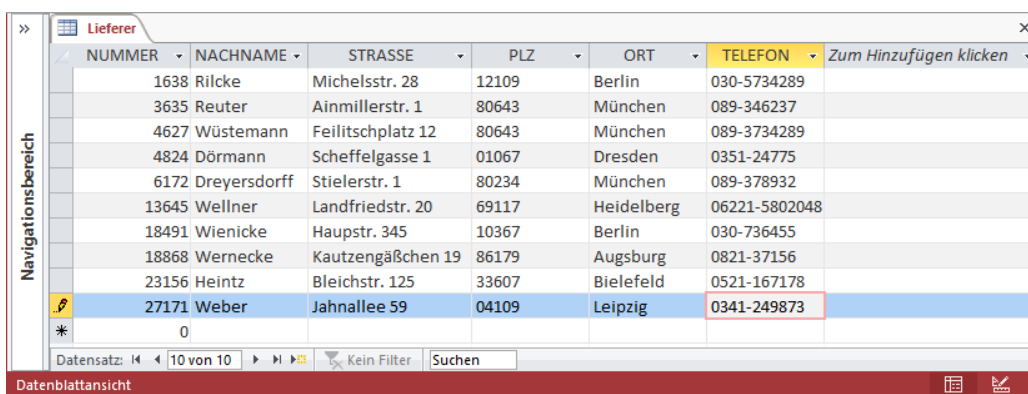 »
Lieferer
×
NUMMER NACHNAME STRASSE PLZ ORT TELEFON Zum Hinzufügen klicken
1638 Rilcke Michelsstr. 28 12109 Berlin 030-5734289
3635 Reuter Ainmillerstr. 1 80643 München 089-346237
4627 Wüstemann Feilitschplatz 12 80643 München 089-3734289
4824 Dörmann Scheffelgasse 1 01067 Dresden 0351-24775
6172 Dreyersdorff Stielerstr. 1 80234 München 089-378932
13645 Wellner Landfriedstr. 20 69117 Heidelberg 06221-5802048
18491 Wienicke Haupstr. 345 10367 Berlin 030-736455
18868 Wernecke Kautzengäßchen 19 86179 Augsburg 0821-37156
23156 Heintz Bleichstr. 125 33607 Bielefeld 0521-167178
27171 Weber Jahnallee 59 04109 Leipzig 0341-249873
0
Navigationsbereich
Datensatz: 10 von 10 Kein Filter Suchen
Datenblattansicht